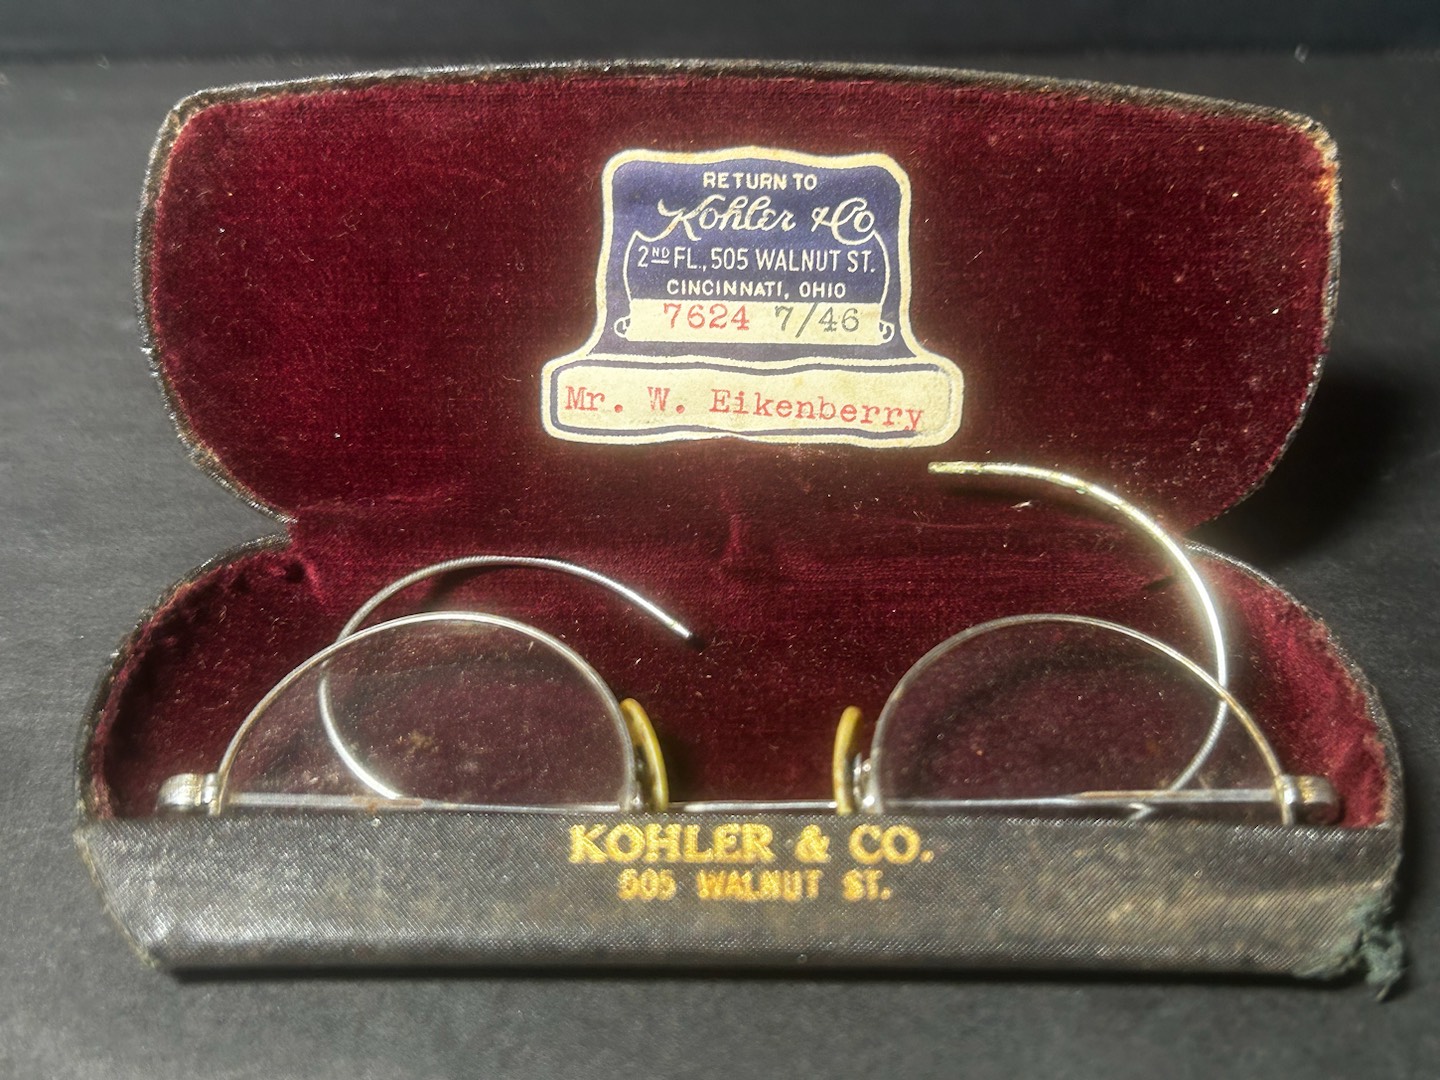 RETURN TO
Kohler & Co
2ND FL., 505 WALNUT ST.
CINCINNATI, OHIO
7624 7/46
Mr. W. Eikenberry
KOHLER & CO.
505 WALNUT ST.